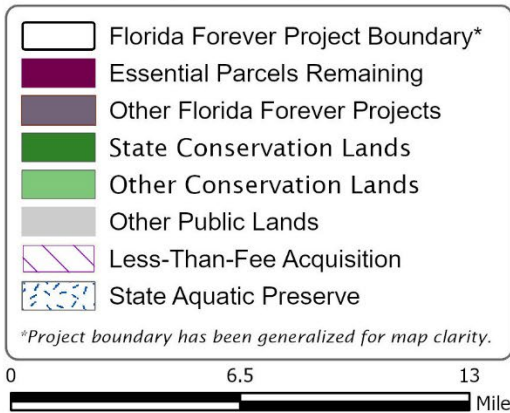 Florida Forever Project Boundary*
Essential Parcels Remaining
Other Florida Forever Projects
State Conservation Lands
Other Conservation Lands
Other Public Lands
Less-Than-Fee Acquisition
State Aquatic Preserve
*Project boundary has been generalized for map clarity.
0 6.5 13
Mile